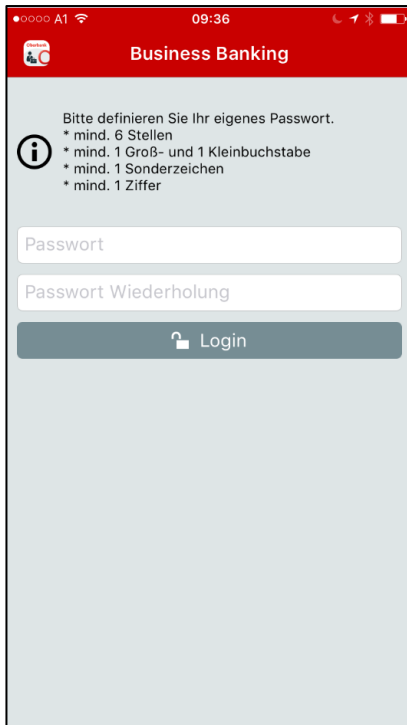 A1 09:36
Oberbank
Business Banking
Bitte definieren Sie Ihr eigenes Passwort.
* mind. 6 Stellen
* mind. 1 Groß- und 1 Kleinbuchstabe
* mind. 1 Sonderzeichen
* mind. 1 Ziffer
Passwort
Passwort Wiederholung
Login